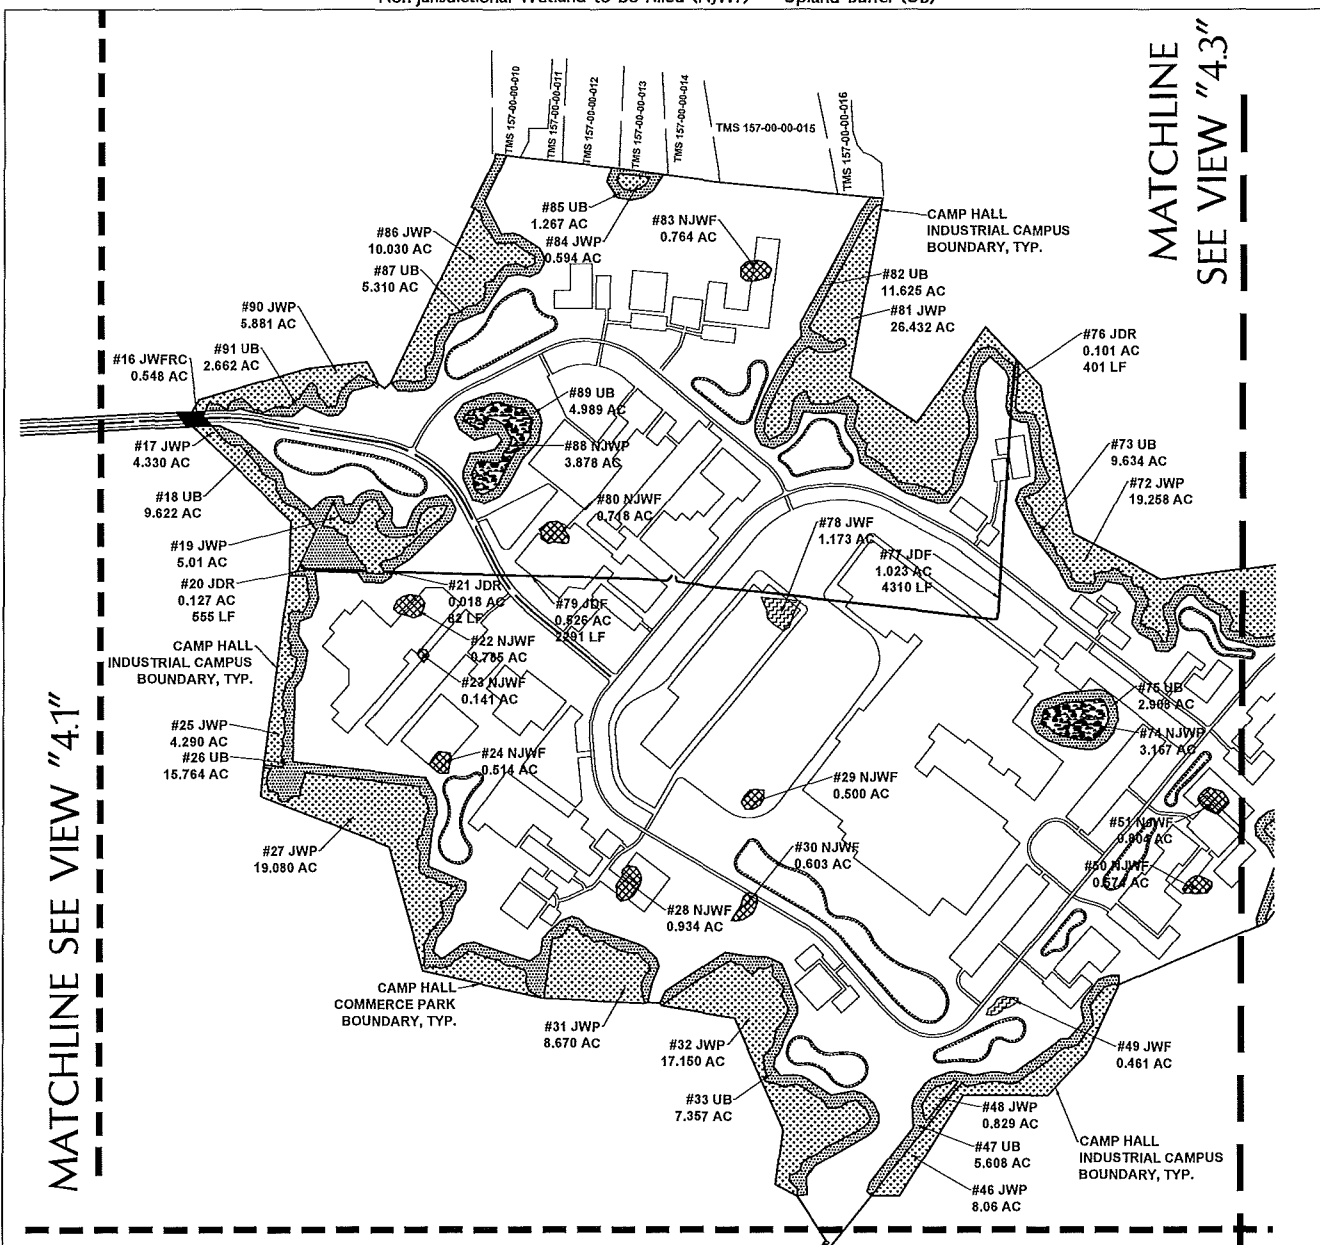 Non-jurisdictional Wetland to be Filled (NJWF) Upland Buffer (UB)
MATCHLINE
SEE VIEW "4.3"
TMS 157-00-00-010
TMS 157-00-00-011
TMS 157-00-00-012
TMS 157-00-00-013
TMS 157-00-00-014
TMS 157-00-00-015
TMS 157-00-00-016
#85 UB
1.267 AC
#84 JWP
0.594 AC
#83 NJWF
0.764 AC
CAMP HALL
INDUSTRIAL CAMPUS
BOUNDARY, TYP.
#86 JWP
10.030 AC
#87 UB
5.310 AC
#82 UB
11.625 AC
#81 JWP
26.432 AC
#90 JWP
5.881 AC
#91 UB
2.662 AC
#16 JWFRC
0.548 AC
#76 JDR
0.101 AC
401 LF
#89 UB
4.989 AC
#88 NJWP
3.878 AC
#17 JWP
4.330 AC
#18 UB
9.622 AC
#73 UB
9.634 AC
#72 JWP
19.258 AC
#80 NJWF
0.718 AC
#78 JWF
1.173 AC
#77 JDF
1.023 AC
4310 LF
#19 JWP
5.01 AC
#20 JDR
0.127 AC
555 LF
#21 JDR
0.018 AC
82 LF
#79 JDF
0.526 AC
2291 LF
#22 NJWF
0.785 AC
#23 NJWF
0.141 AC
CAMP HALL
INDUSTRIAL CAMPUS
BOUNDARY, TYP.
MATCHLINE SEE VIEW "4.1"
#25 JWP
4.290 AC
#26 UB
15.764 AC
#24 NJWF
0.514 AC
#75 UB
2.908 AC
#74 NJWP
3.167 AC
#29 NJWF
0.500 AC
#51 NJWF
0.804 AC
#50 NJWF
0.574 AC
#27 JWP
19.080 AC
#30 NJWF
0.603 AC
#28 NJWF
0.934 AC
CAMP HALL
COMMERCE PARK
BOUNDARY, TYP.
#31 JWP
8.670 AC
#32 JWP
17.150 AC
#33 UB
7.357 AC
#49 JWF
0.461 AC
#48 JWP
0.829 AC
#47 UB
5.608 AC
#46 JWP
8.06 AC
CAMP HALL
INDUSTRIAL CAMPUS
BOUNDARY, TYP.